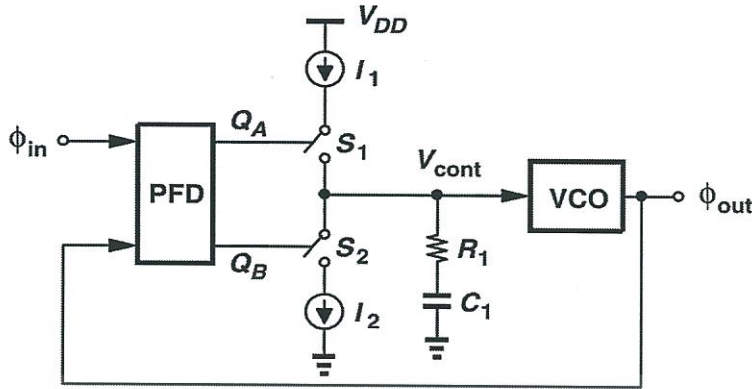 V_DD
I_1
Q_A
S_1
ϕ_in
PFD
V_cont
VCO
ϕ_out
R_1
Q_B
S_2
C_1
I_2